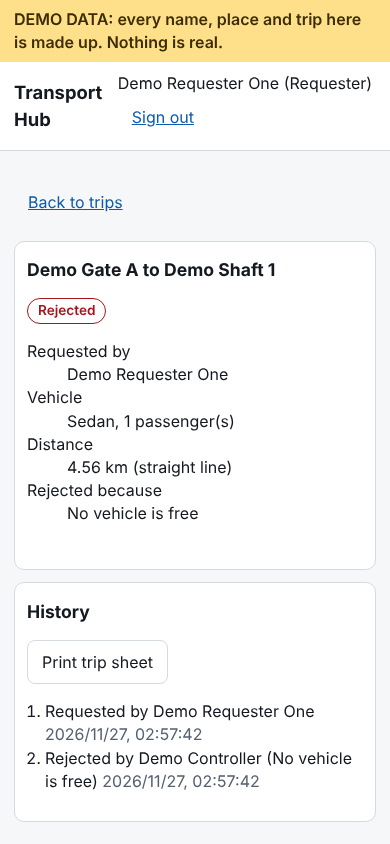 DEMO DATA: every name, place and trip here
is made up. Nothing is real.
Transport
Hub
Demo Requester One (Requester)
Sign out
Back to trips
Demo Gate A to Demo Shaft 1
Rejected
Requested by
Demo Requester One
Vehicle
Sedan, 1 passenger(s)
Distance
4.56 km (straight line)
Rejected because
No vehicle is free
History
Print trip sheet
1. Requested by Demo Requester One
2026/11/27, 02:57:42
2. Rejected by Demo Controller (No vehicle
is free) 2026/11/27, 02:57:42